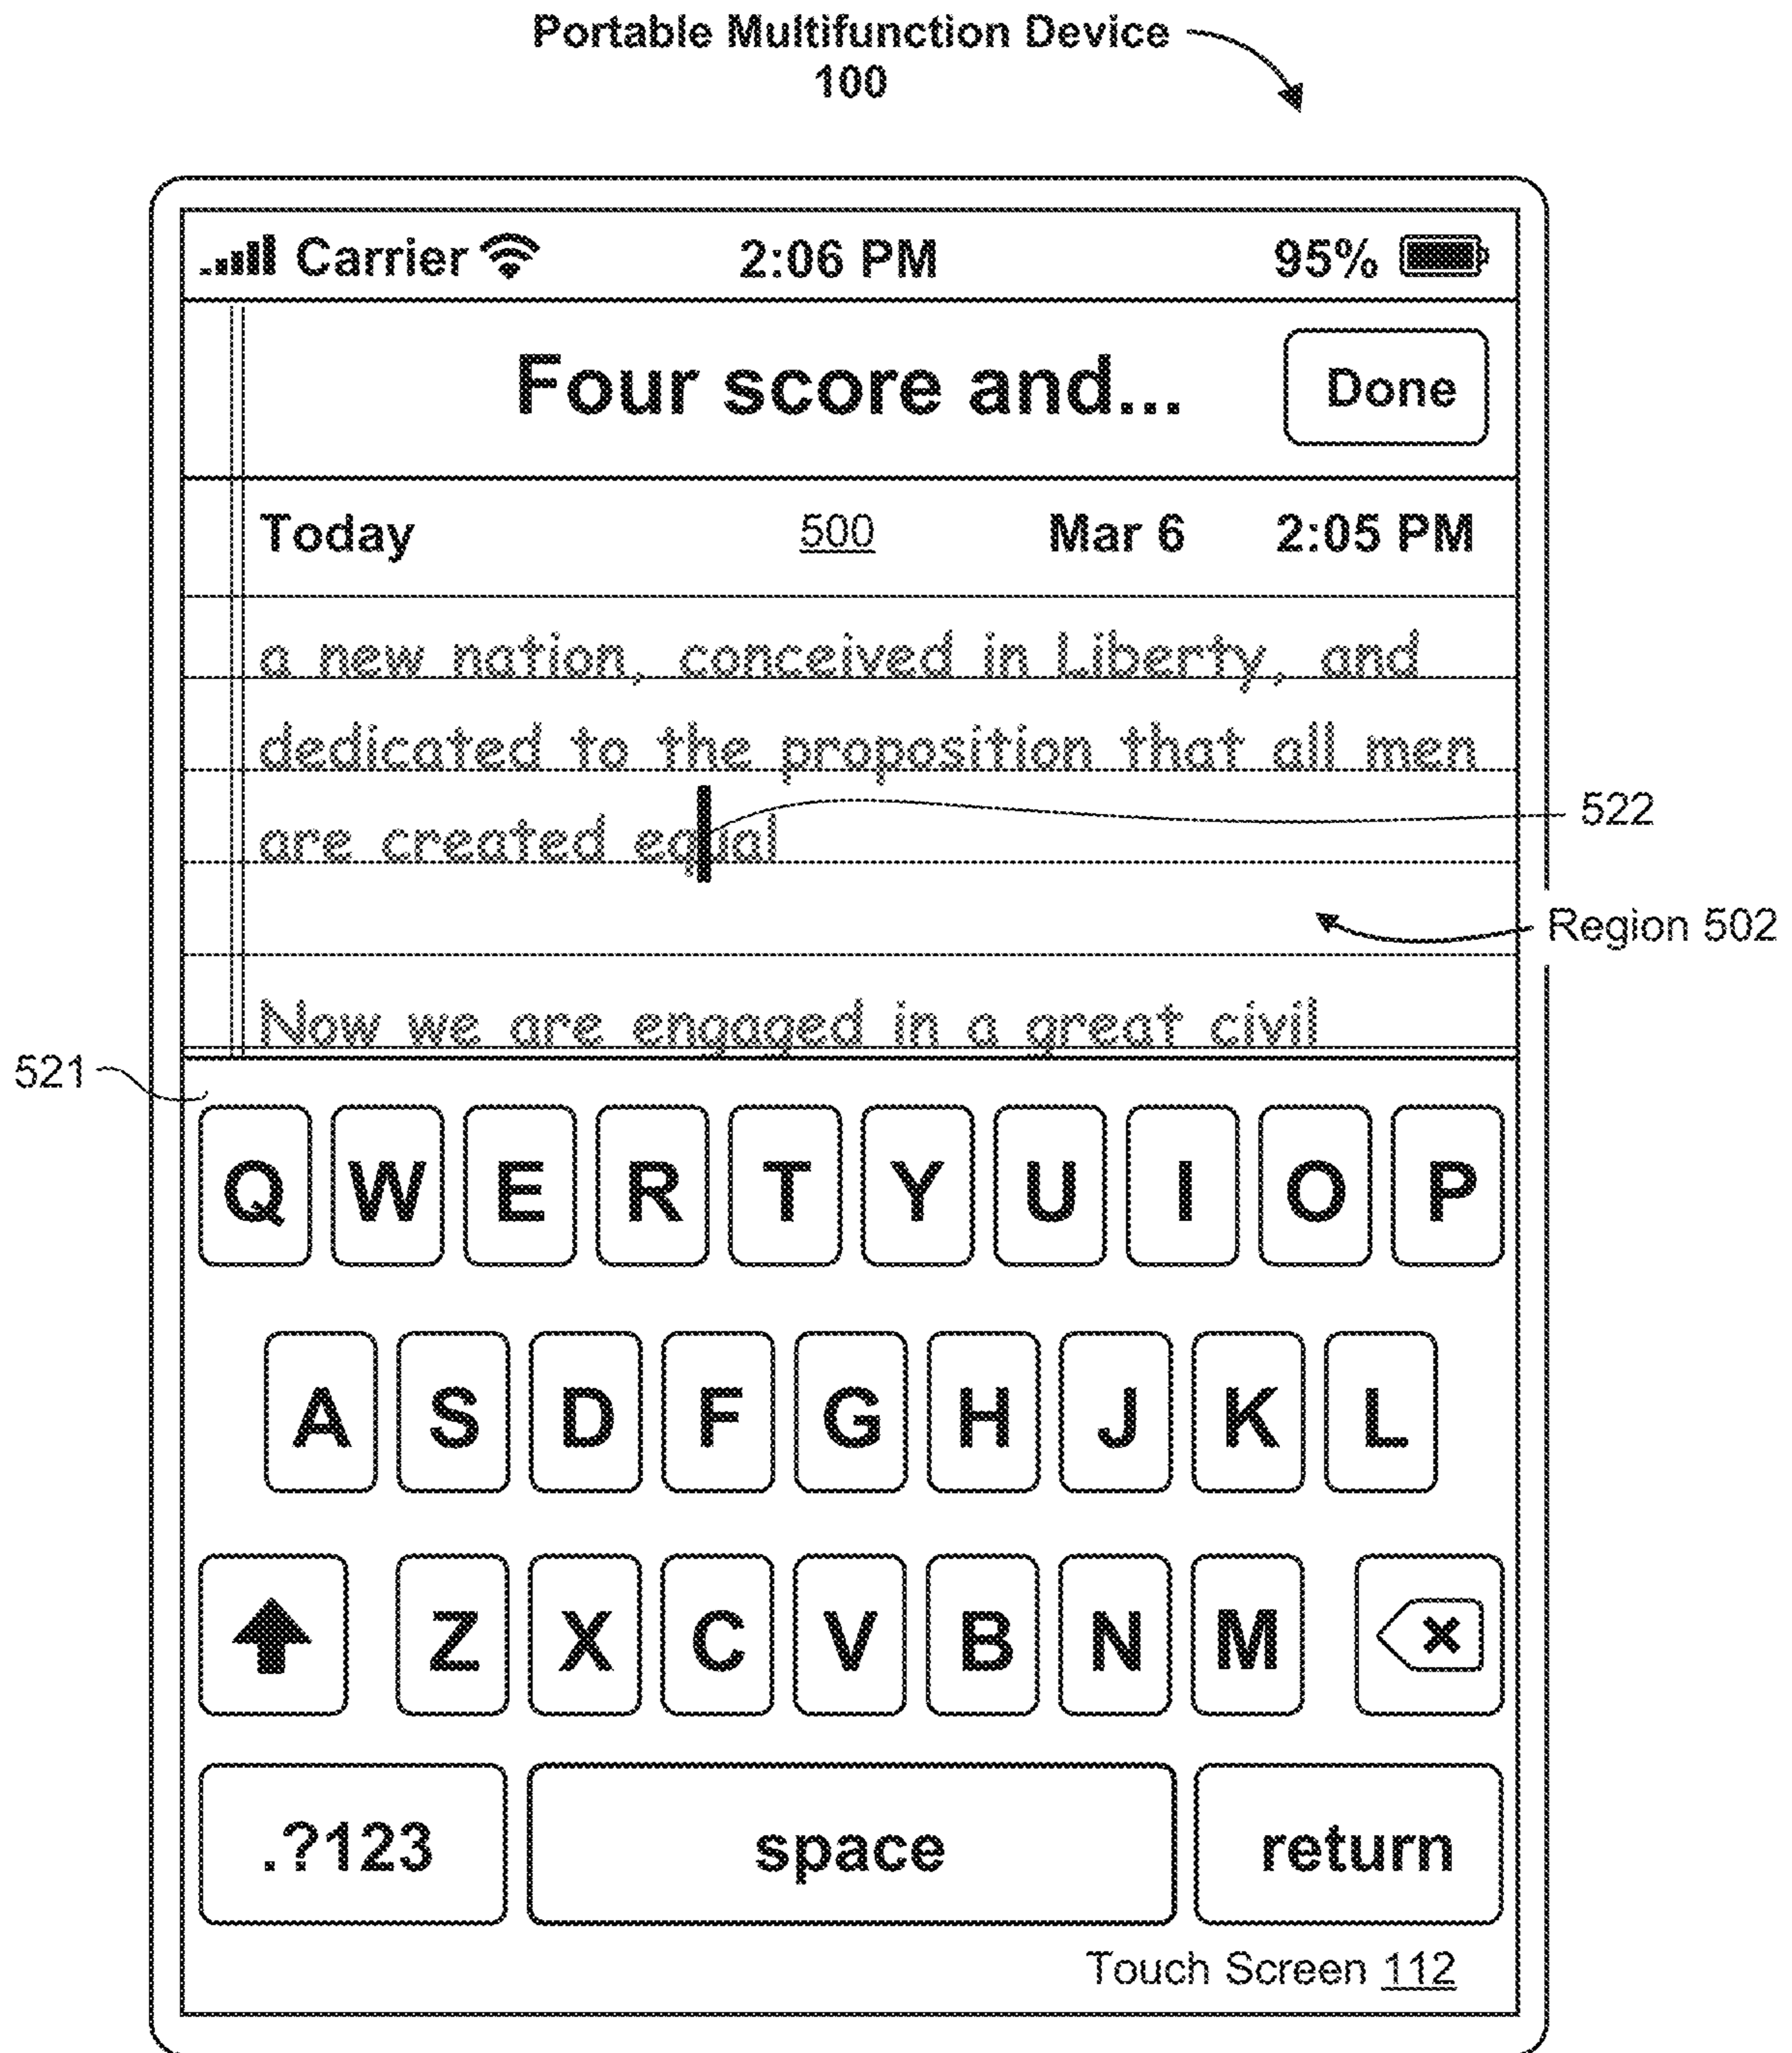 Portable Multifunction Device
100
Carrier 2:06 PM 95%
Four score and... Done
Today 500 Mar 6 2:05 PM
a new nation, conceived in Liberty, and
dedicated to the proposition that all men
are created equal
522
Region 502
Now we are engaged in a great civil
521
Q W E R T Y U I O P
A S D F G H J K L
Z X C V B N M
.?123 space return
Touch Screen 112